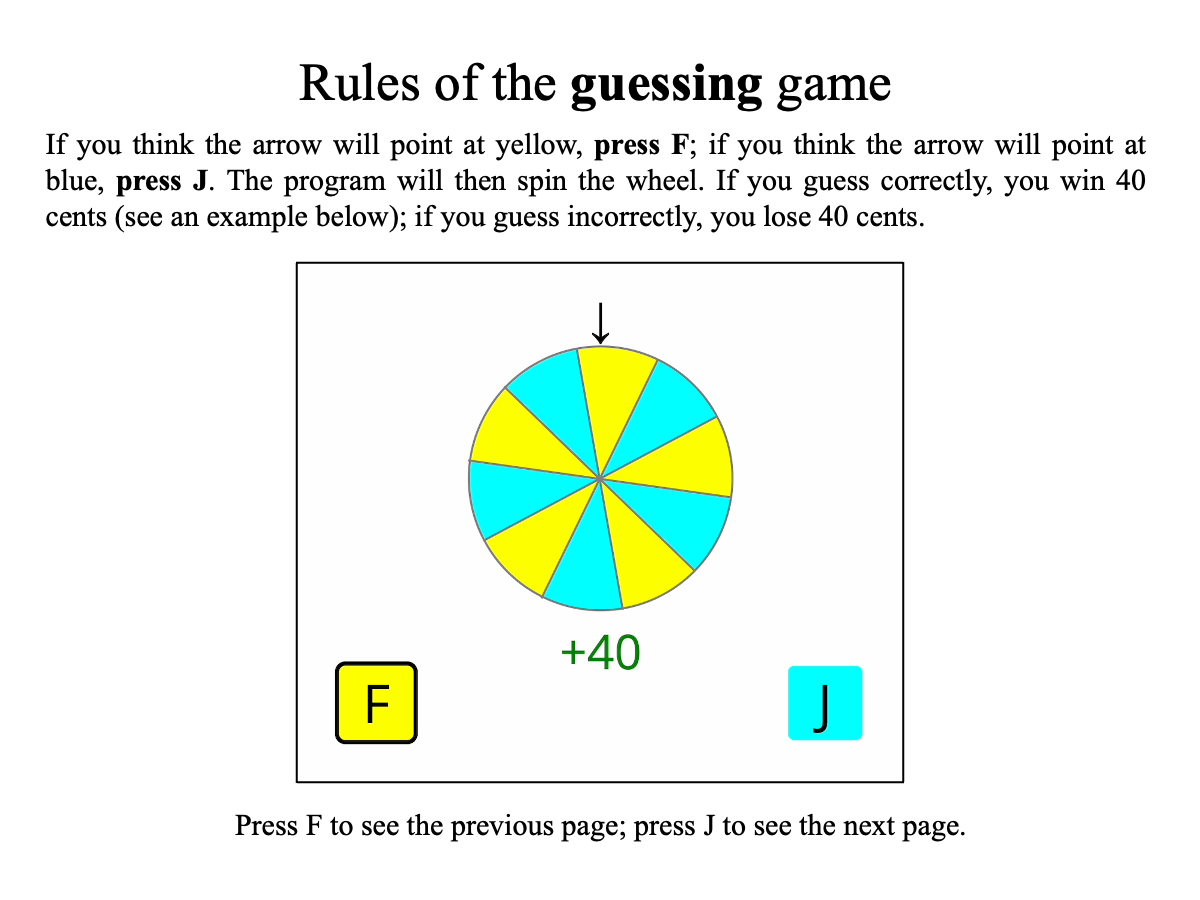 Rules of the guessing game
If you think the arrow will point at yellow, press F; if you think the arrow will point at
blue, press J. The program will then spin the wheel. If you guess correctly, you win 40
cents (see an example below); if you guess incorrectly, you lose 40 cents.
+40
F
J
Press F to see the previous page; press J to see the next page.